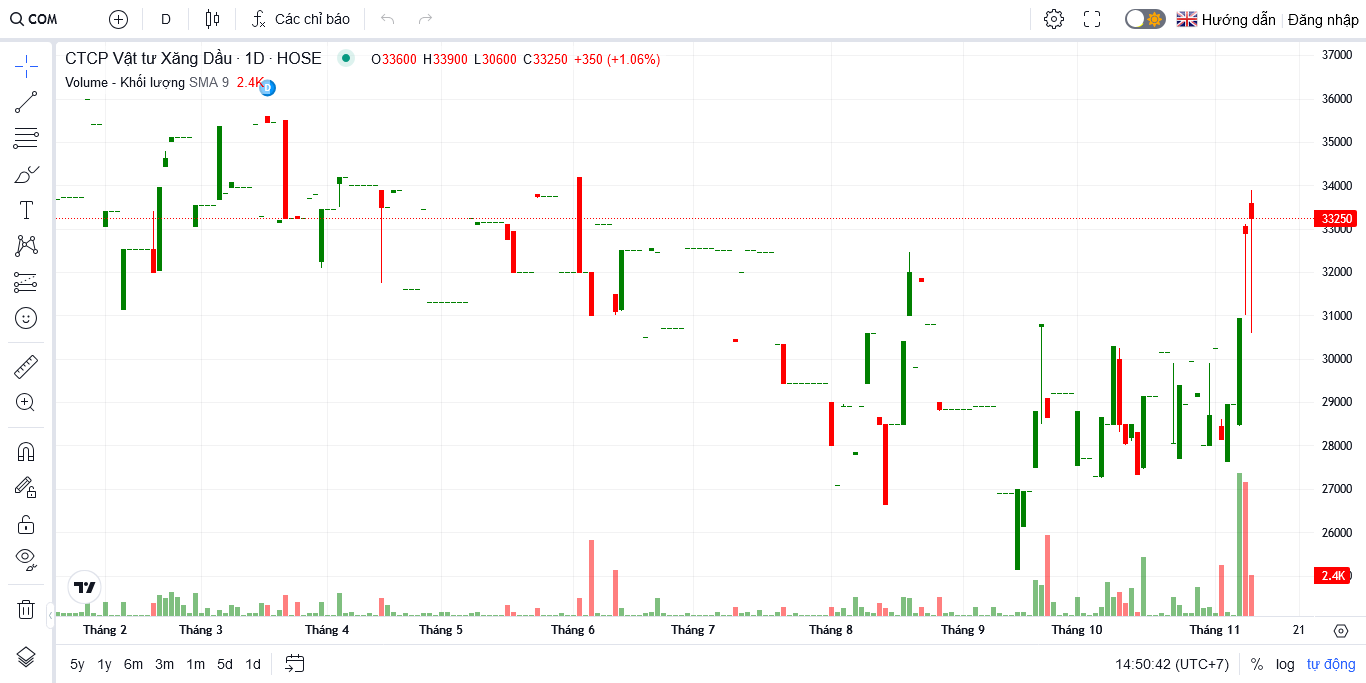 COM D Các chỉ báo Hướng dẫn Đăng nhập
CTCP Vật tư Xăng Dầu · 1D · HOSE O33600 H33900 L30600 C33250 +350 (+1.06%)
Volume - Khối lượng SMA 9 2.4K
37000
36000
35000
34000
33250
33000
32000
31000
30000
29000
28000
27000
26000
2.4K
Tháng 2 Tháng 3 Tháng 4 Tháng 5 Tháng 6 Tháng 7 Tháng 8 Tháng 9 Tháng 10 Tháng 11 21
5y 1y 6m 3m 1m 5d 1d 14:50:42 (UTC+7) % log tự động